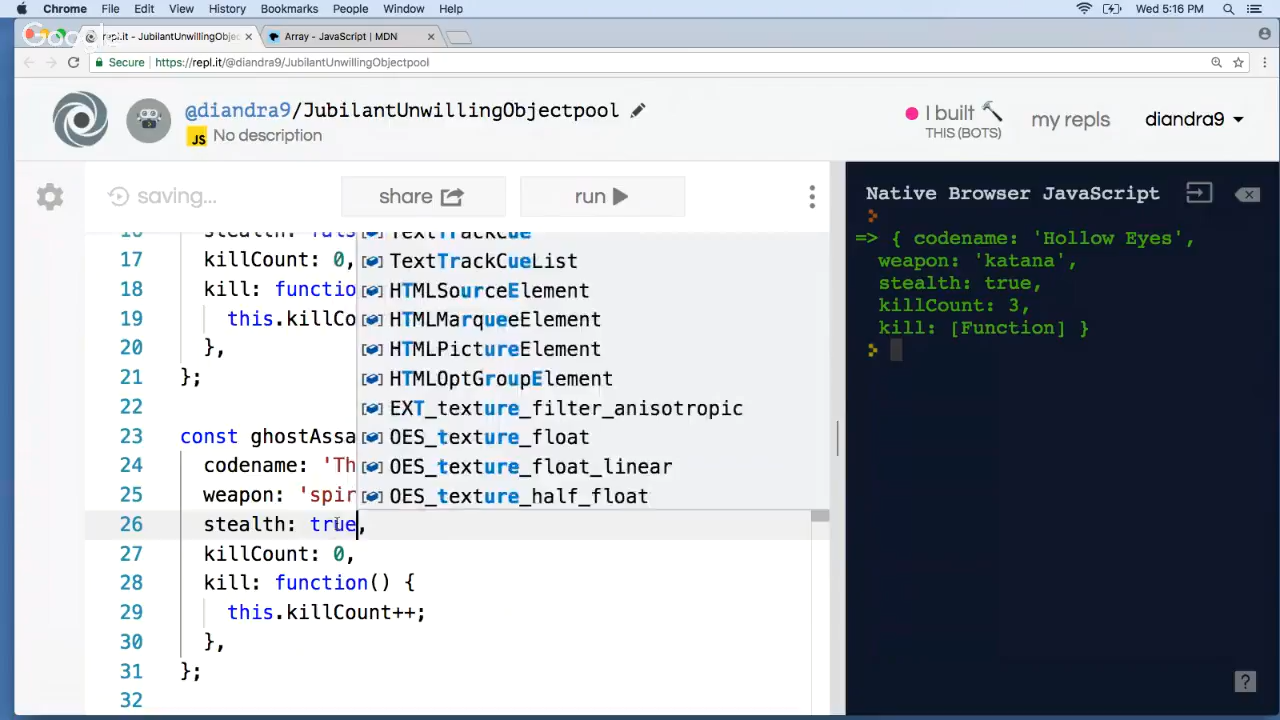 Chrome File Edit View History Bookmarks People Window Help Wed 5:16 PM
Google
repl.it - JubilantUnwillingObjec
Array - JavaScript | MDN
Secure https://repl.it/@diandra9/JubilantUnwillingObjectpool
@diandra9/JubilantUnwillingObjectpool
JS No description
I built
THIS (BOTS)
my repls
diandra9
saving...
share
run
17 killCount: 0,
18 kill: functio
19 this.killCo
20 },
21 };
22
23 const ghostAssa
24 codename: 'Th
25 weapon: 'spir
26 stealth: true,
27 killCount: 0,
28 kill: function() {
29 this.killCount++;
30 },
31 };
32
TextTrackCue
TextTrackCueList
HTMLSourceElement
HTMLMarqueeElement
HTMLPictureElement
HTMLOptGroupElement
EXT_texture_filter_anisotropic
OES_texture_float
OES_texture_float_linear
OES_texture_half_float
Native Browser JavaScript
=> { codename: 'Hollow Eyes',
weapon: 'katana',
stealth: true,
killCount: 3,
kill: [Function] }
?